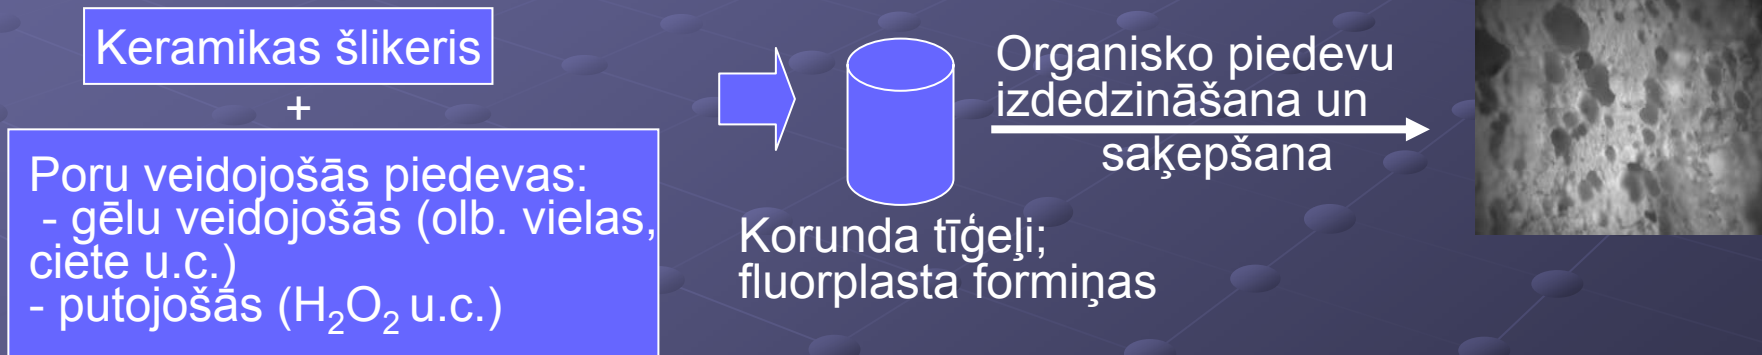 Keramikas šlikeris
+
Poru veidojošās piedevas:
- gēlu veidojošās (olb. vielas,
ciete u.c.)
- putojošās (H₂O₂ u.c.)
Korunda tīģeļi;
fluorplasta formiņas
Organisko piedevu
izdedzināšana un
saķepšana